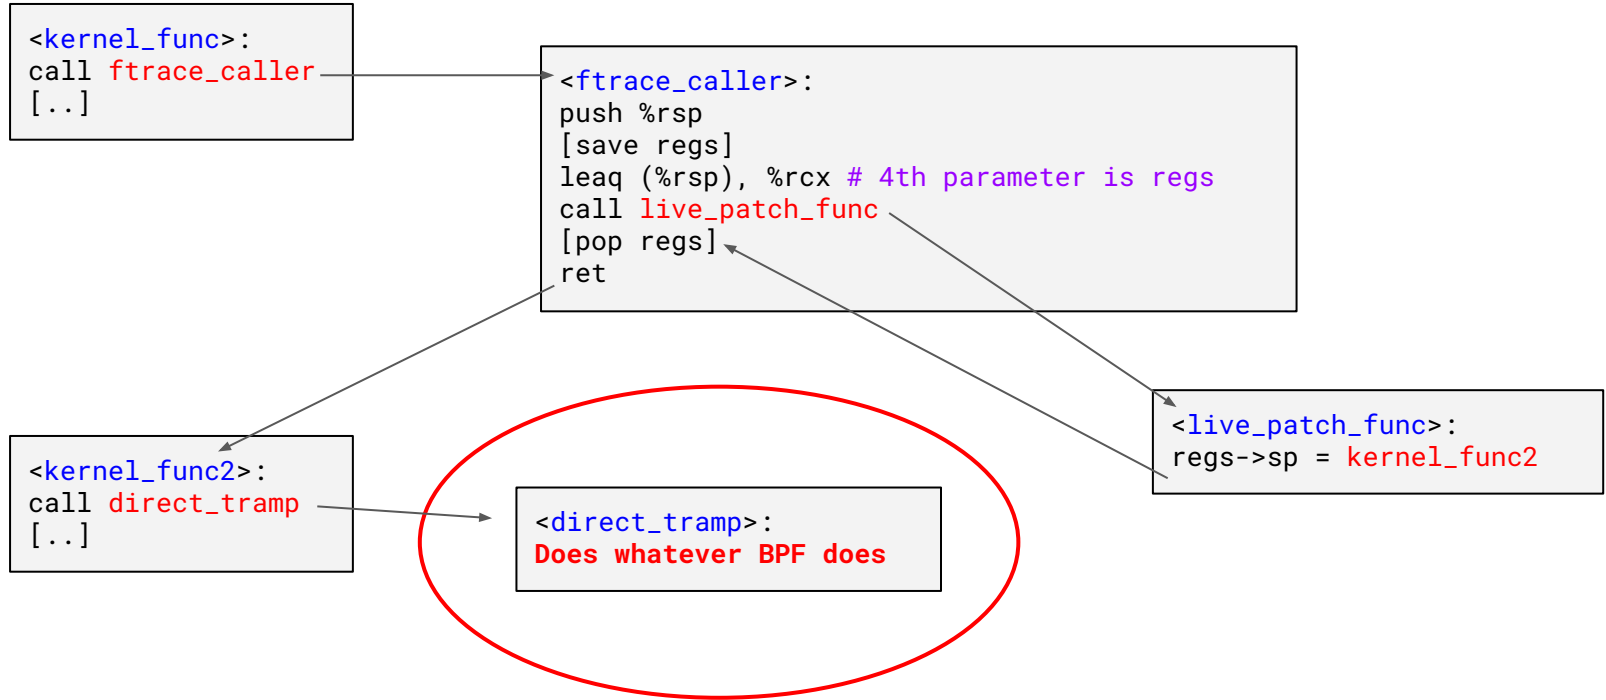 <kernel_func>:
call ftrace_caller
[..]
<ftrace_caller>:
push %rsp
[save regs]
leaq (%rsp), %rcx # 4th parameter is regs
call live_patch_func
[pop regs]
ret
<live_patch_func>:
regs->sp = kernel_func2
<kernel_func2>:
call direct_tramp
[..]
<direct_tramp>:
Does whatever BPF does